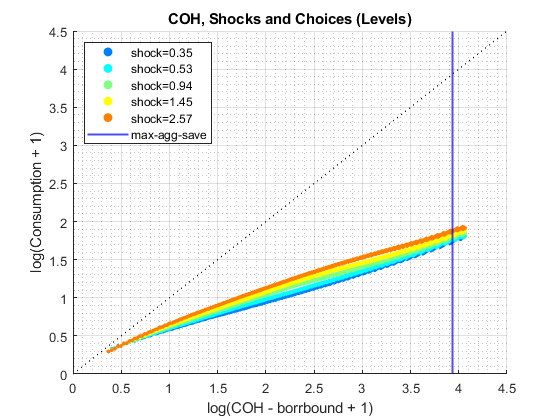 COH, Shocks and Choices (Levels)
4.5
4
3.5
3
2.5
2
1.5
1
0.5
0
log(Consumption + 1)
shock=0.35
shock=0.53
shock=0.94
shock=1.45
shock=2.57
max-agg-save
0 0.5 1 1.5 2 2.5 3 3.5 4 4.5
log(COH - borrbound + 1)